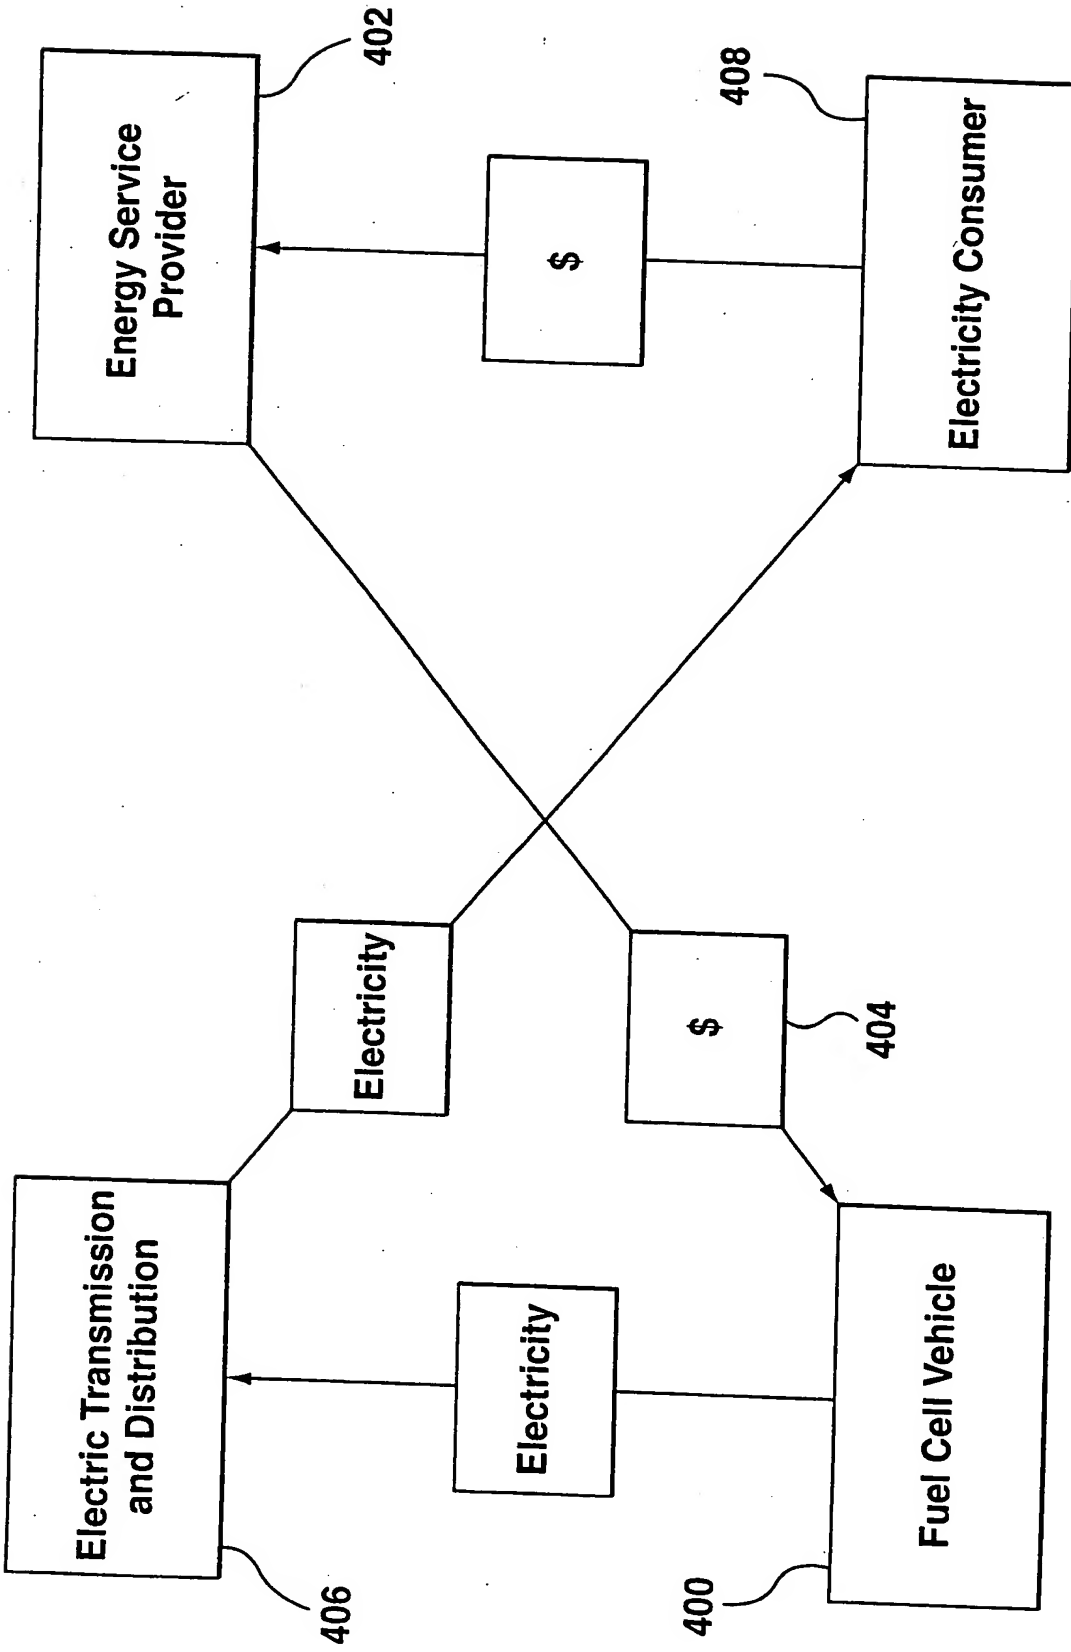 406
Electric Transmission
and Distribution
Energy Service
Provider
402
Electricity
Electricity
$
$
404
400
Fuel Cell Vehicle
Electricity Consumer
408